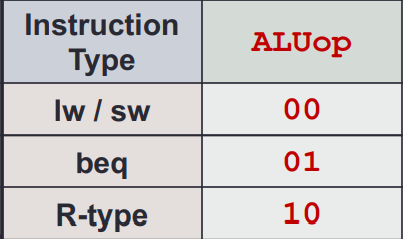 Instruction
Type
ALUop
lw / sw
00
beq
01
R-type
10